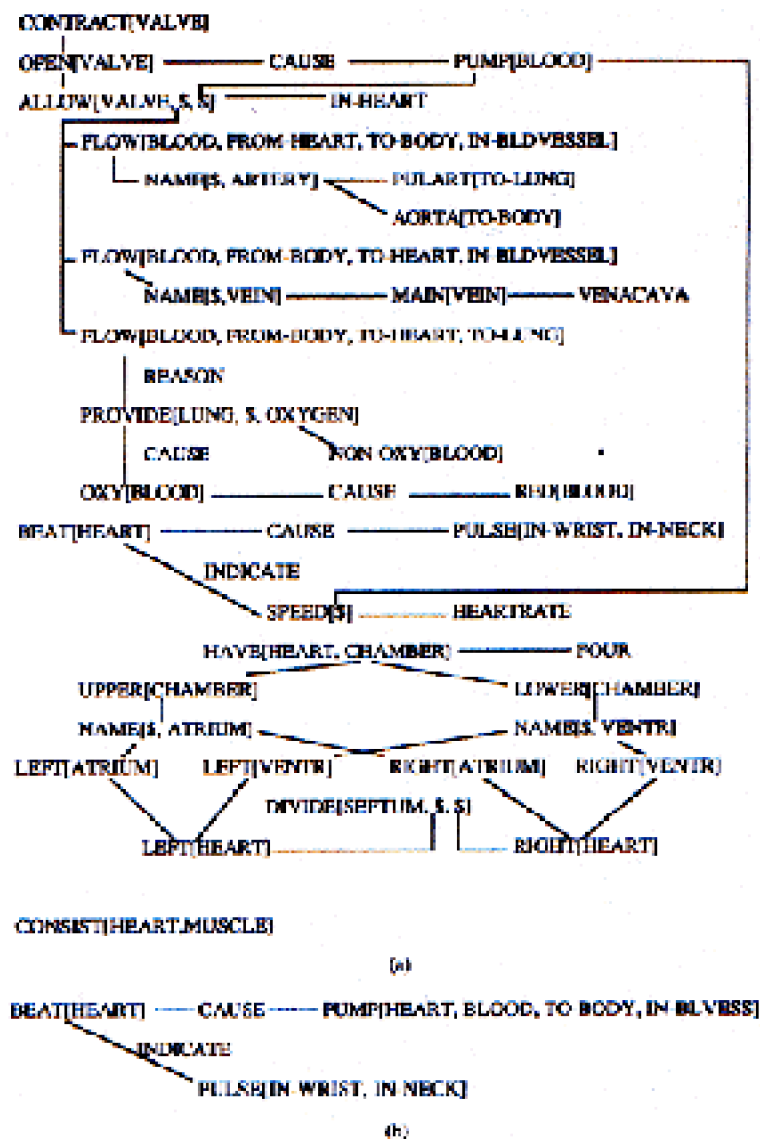 CONTRACT[VALVE]
OPEN[VALVE] CAUSE PUMP[BLOOD]
ALLOW[VALVE, $, $] IN-HEART
FLOW[BLOOD, FROM-HEART, TO-BODY, IN-BLDVESSEL]
NAME[$, ARTERY] PULART[TO-LUNG]
AORTA[TO-BODY]
FLOW[BLOOD, FROM-BODY, TO-HEART, IN-BLDVESSEL]
NAME[$,VEIN] MAIN[VEIN] VENACAVA
FLOW[BLOOD, FROM-BODY, TO-HEART, TO-LUNG]
REASON
PROVIDE[LUNG, $, OXYGEN]
CAUSE NON OXY[BLOOD]
OXY[BLOOD] CAUSE RED[BLOOD]
BEAT[HEART] CAUSE PULSE[IN-WRIST, IN-NECK]
INDICATE
SPEED[$] HEARTRATE
HAVE[HEART, CHAMBER] FOUR
UPPER[CHAMBER] LOWER[CHAMBER]
NAME[$, ATRIUM] NAME[$, VENTR]
LEFT[ATRIUM] LEFT[VENTR] RIGHT[ATRIUM] RIGHT[VENTR]
DIVIDE[SEPTUM, $, $]
LEFT[HEART] RIGHT[HEART]
CONSIST[HEART,MUSCLE]
(a)
BEAT[HEART] CAUSE PUMP[HEART, BLOOD, TO BODY, IN-BLVESS]
INDICATE
PULSE[IN WRIST, IN NECK]
(b)